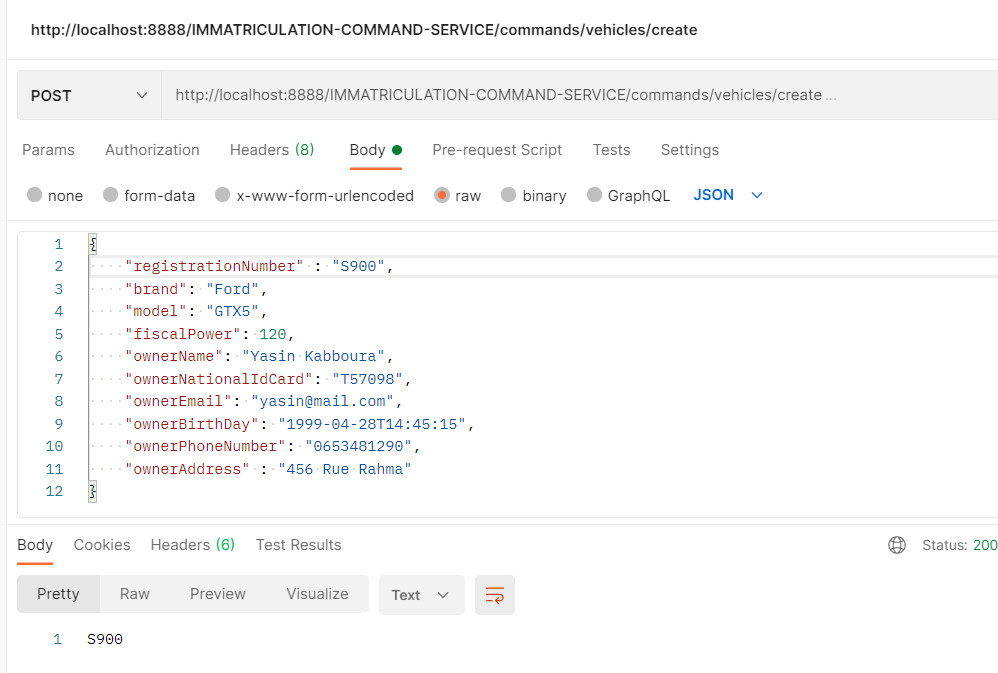 http://localhost:8888/IMMATRICULATION-COMMAND-SERVICE/commands/vehicles/create
POST http://localhost:8888/IMMATRICULATION-COMMAND-SERVICE/commands/vehicles/create ...
Params Authorization Headers (8) Body Pre-request Script Tests Settings
none form-data x-www-form-urlencoded raw binary GraphQL JSON
1 {
2 "registrationNumber" : "S900",
3 "brand": "Ford",
4 "model": "GTX5",
5 "fiscalPower": 120,
6 "ownerName": "Yasin Kabboura",
7 "ownerNationalIdCard": "T57098",
8 "ownerEmail": "yasin@mail.com",
9 "ownerBirthDay": "1999-04-28T14:45:15",
10 "ownerPhoneNumber": "0653481290",
11 "ownerAddress" : "456 Rue Rahma"
12 }
Body Cookies Headers (6) Test Results Status: 200
Pretty Raw Preview Visualize Text
1 S900